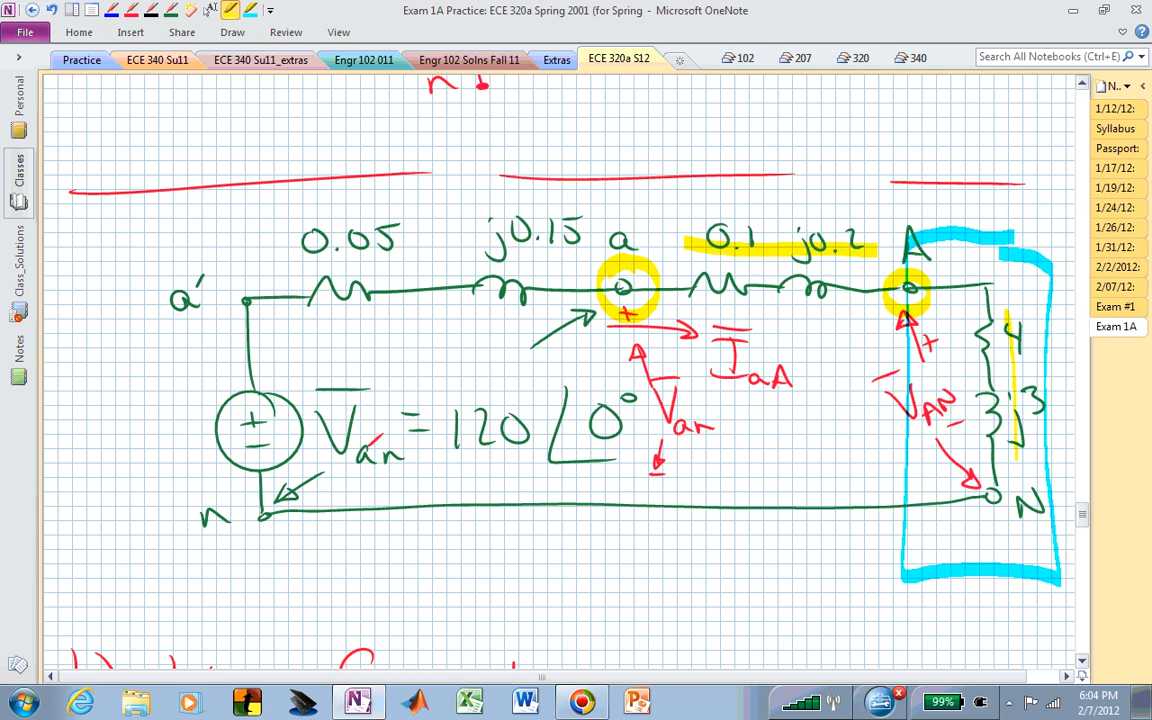 Exam 1A Practice: ECE 320a Spring 2001 (for Spring - Microsoft OneNote
File Home Insert Share Draw Review View
Practice ECE 340 Su11 ECE 340 Su11_extras Engr 102 011 Engr 102 Solns Fall 11 Extras ECE 320a S12 102 207 320 340 Search All Notebooks (Ctrl+E)
Personal
Classes
Class_Solutions
Notes
N..
1/12/12:
Syllabus
Passport:
1/17/12:
1/19/12:
1/24/12:
1/26/12:
1/31/12:
2/2/2012:
2/07/12:
Exam #1
Exam 1A
n
0.05 j0.15 a 0.1 j0.2 A
a'
+ I aA +
4
V an V AN
j3
+ - V a'n = 120 ∠0°
- -
n N
99% 6:04 PM
2/7/2012